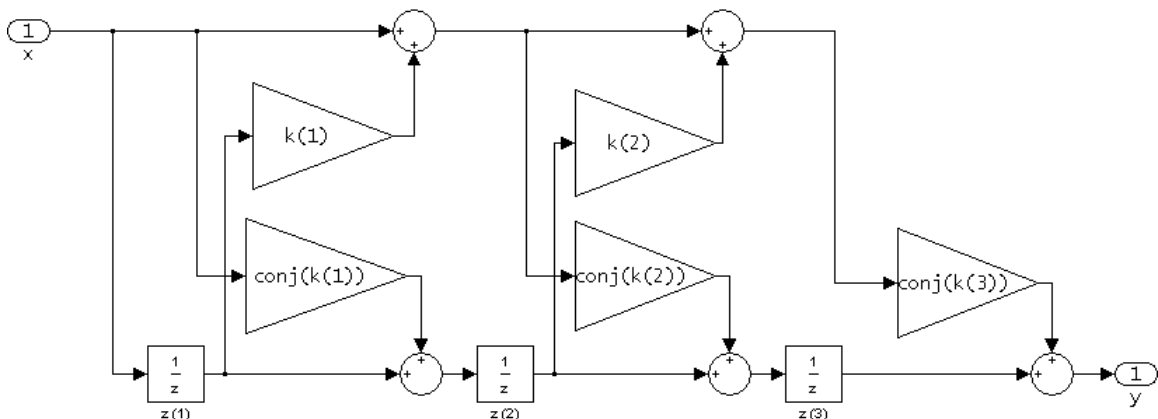 1
x
+
+
+
+
k(1)
k(2)
conj(k(1))
conj(k(2))
conj(k(3))
1
z
z(1)
+
+
1
z
z(2)
+
+
1
z
z(3)
+
+
1
y